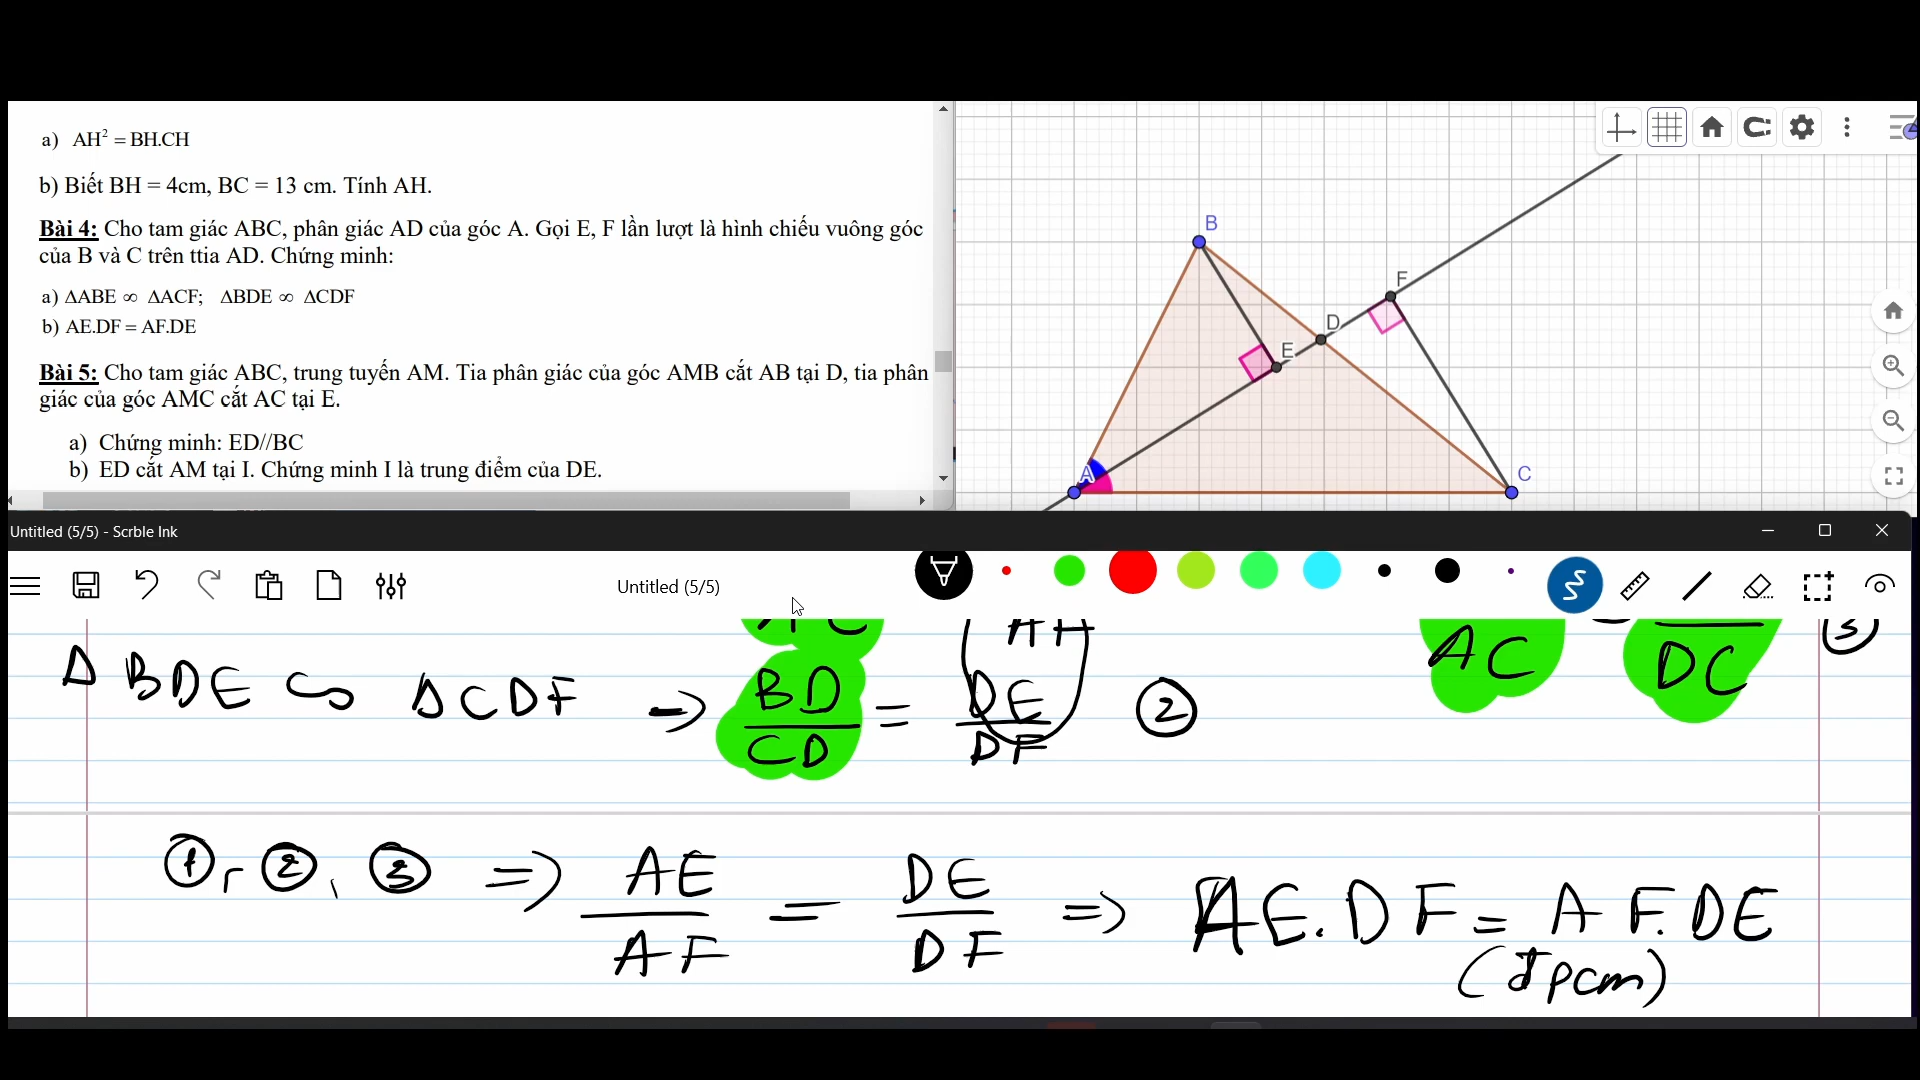 a) AH² = BH.CH
b) Biết BH = 4cm, BC = 13 cm. Tính AH.
Bài 4: Cho tam giác ABC, phân giác AD của góc A. Gọi E, F lần lượt là hình chiếu vuông góc
của B và C trên ttia AD. Chứng minh:
a) ΔABE ∞ ΔACF; ΔBDE ∞ ΔCDF
b) AE.DF = AF.DE
Bài 5: Cho tam giác ABC, trung tuyến AM. Tia phân giác của góc AMB cắt AB tại D, tia phân
giác của góc AMC cắt AC tại E.
a) Chứng minh: ED//BC
b) ED cắt AM tại I. Chứng minh I là trung điểm của DE.
B
F
D
E
A
C
Untitled (5/5) - Scrble Ink
Untitled (5/5)
AC DC ③
Δ BDE ∽ Δ CDF → BD/CD = DE/DF ②
①, ②, ③ ⇒ AE/AF = DE/DF ⇒ AE.DF = AF.DE
(đpcm)